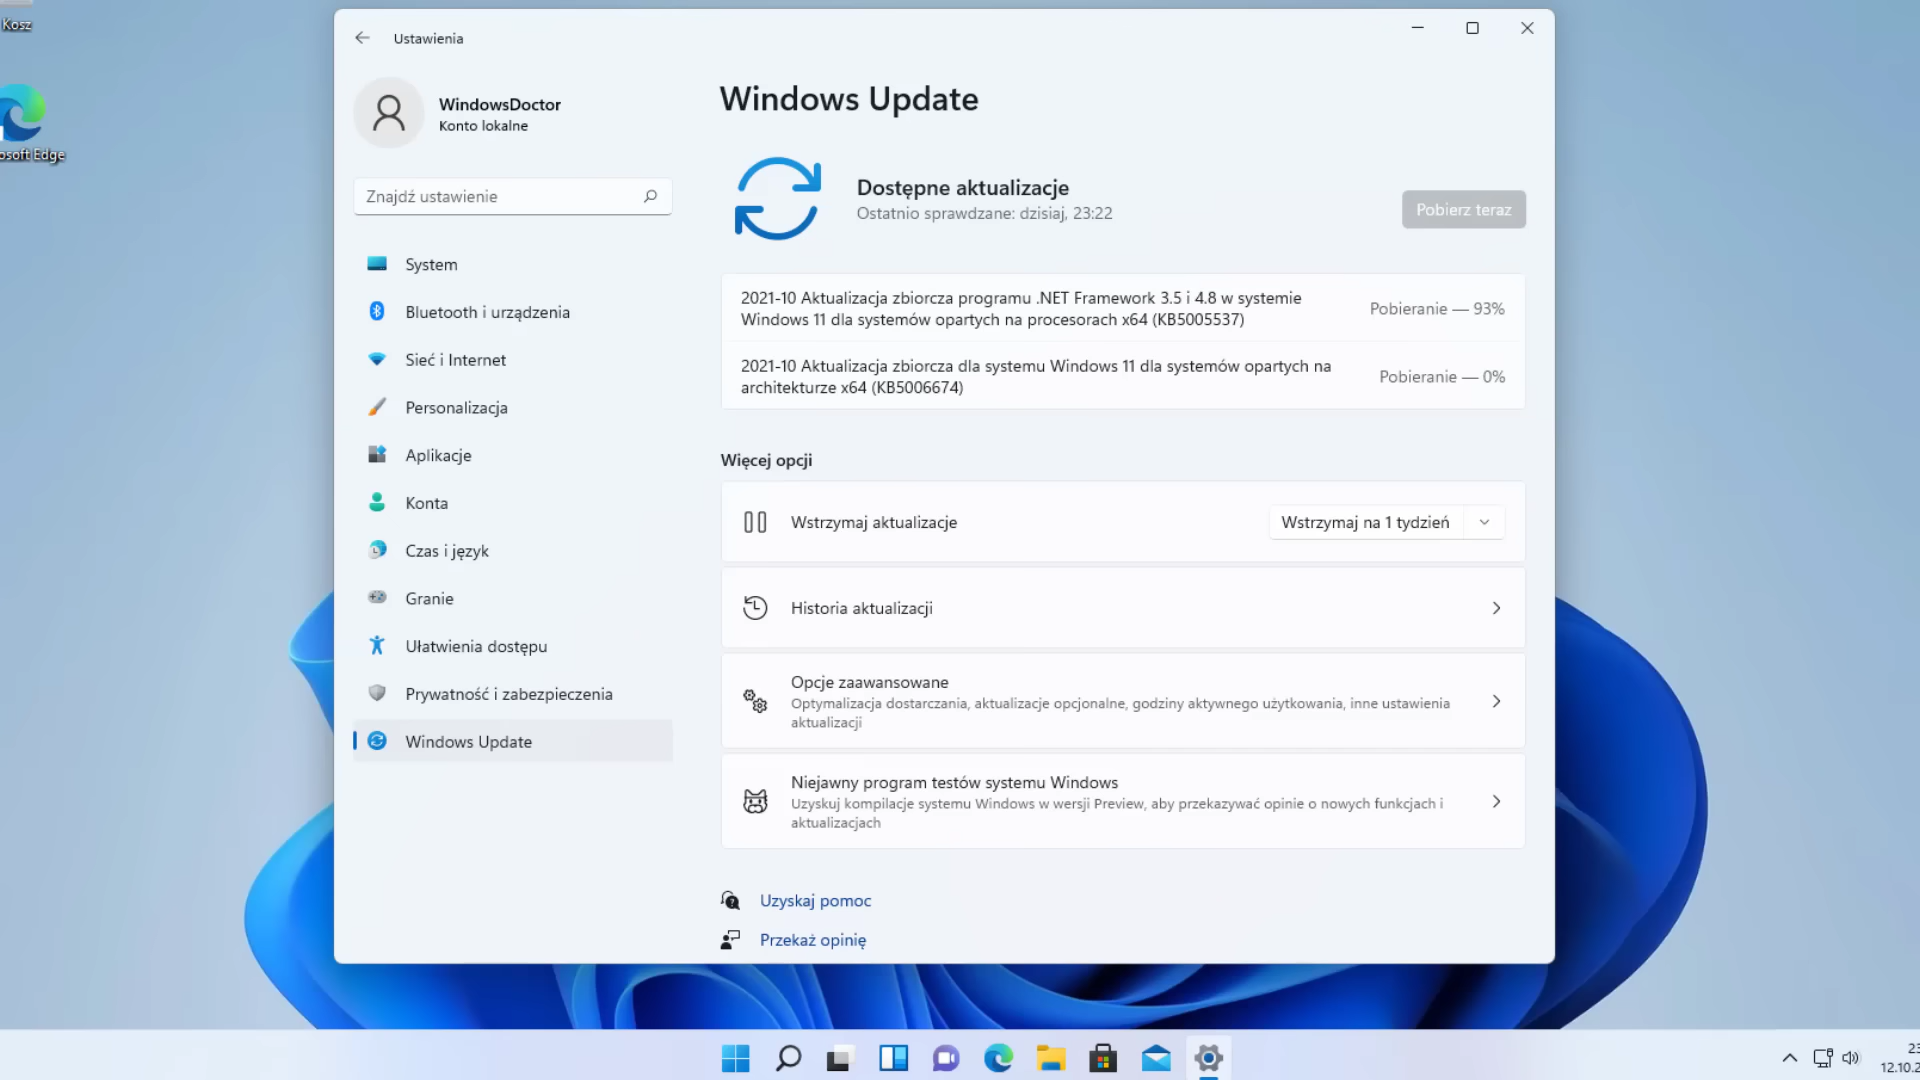 Kosz
osoft Edge
Ustawienia
WindowsDoctor
Konto lokalne
Znajdź ustawienie
System
Bluetooth i urządzenia
Sieć i Internet
Personalizacja
Aplikacje
Konta
Czas i język
Granie
Ułatwienia dostępu
Prywatność i zabezpieczenia
Windows Update
Windows Update
Dostępne aktualizacje
Ostatnio sprawdzane: dzisiaj, 23:22
Pobierz teraz
2021-10 Aktualizacja zbiorcza programu .NET Framework 3.5 i 4.8 w systemie
Windows 11 dla systemów opartych na procesorach x64 (KB5005537)
Pobieranie — 93%
2021-10 Aktualizacja zbiorcza dla systemu Windows 11 dla systemów opartych na
architekturze x64 (KB5006674)
Pobieranie — 0%
Więcej opcji
Wstrzymaj aktualizacje
Wstrzymaj na 1 tydzień
Historia aktualizacji
Opcje zaawansowane
Optymalizacja dostarczania, aktualizacje opcjonalne, godziny aktywnego użytkowania, inne ustawienia
aktualizacji
Niejawny program testów systemu Windows
Uzyskuj kompilacje systemu Windows w wersji Preview, aby przekazywać opinie o nowych funkcjach i
aktualizacjach
Uzyskaj pomoc
Przekaż opinię
23
12.10.2